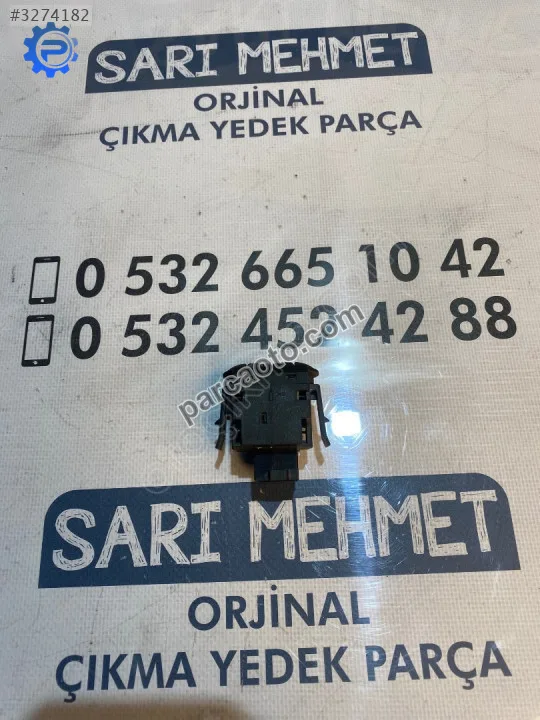 #3274182
SARI MEHMET
ORJİNAL
ÇIKMA YEDEK PARÇA
0 532 665 10 42
0 532 452 42 88
parcaoto.com
SARI MEHMET
ORJİNAL
ÇIKMA YEDEK PARÇA